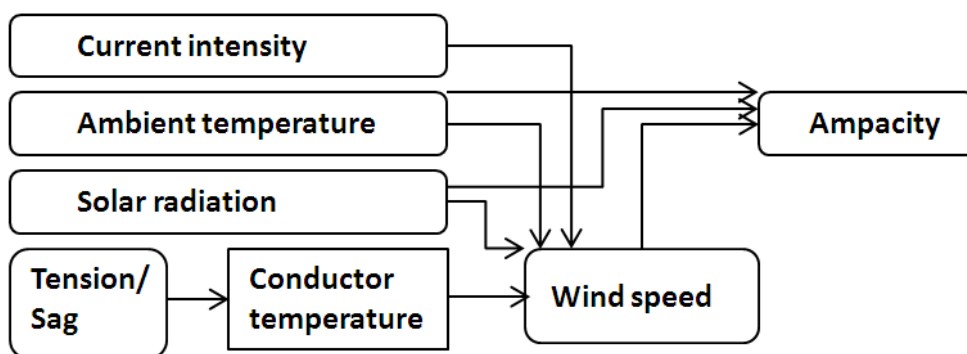 Current intensity
Ambient temperature
Ampacity
Solar radiation
Tension/
Sag
Conductor
temperature
Wind speed